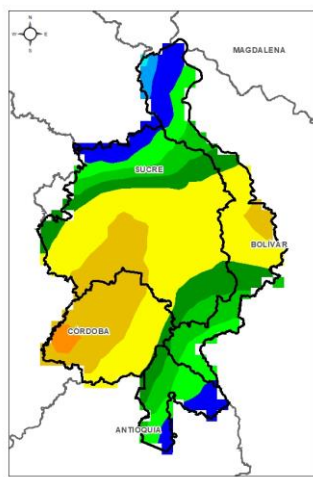 N
W E
S
MAGDALENA
SUCRE
BOLIVAR
CORDOBA
ANTIOQUIA